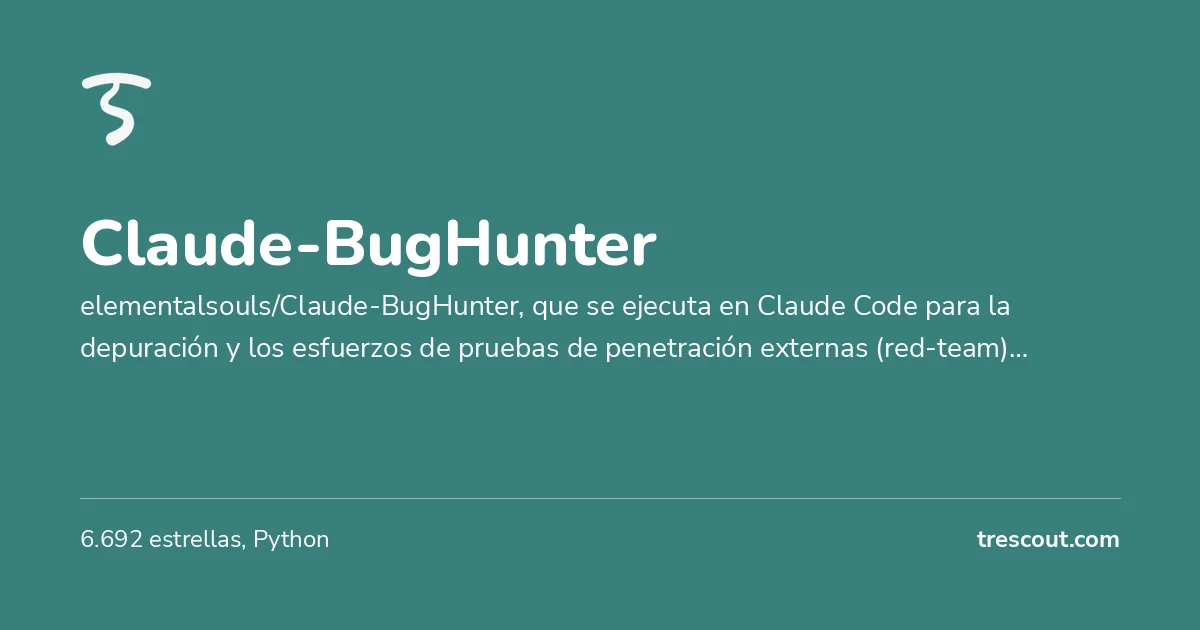 Claude-BugHunter
elementalsouls/Claude-BugHunter, que se ejecuta en Claude Code para la
depuración y los esfuerzos de pruebas de penetración externas (red-team)...
6.692 estrellas, Python
trescout.com